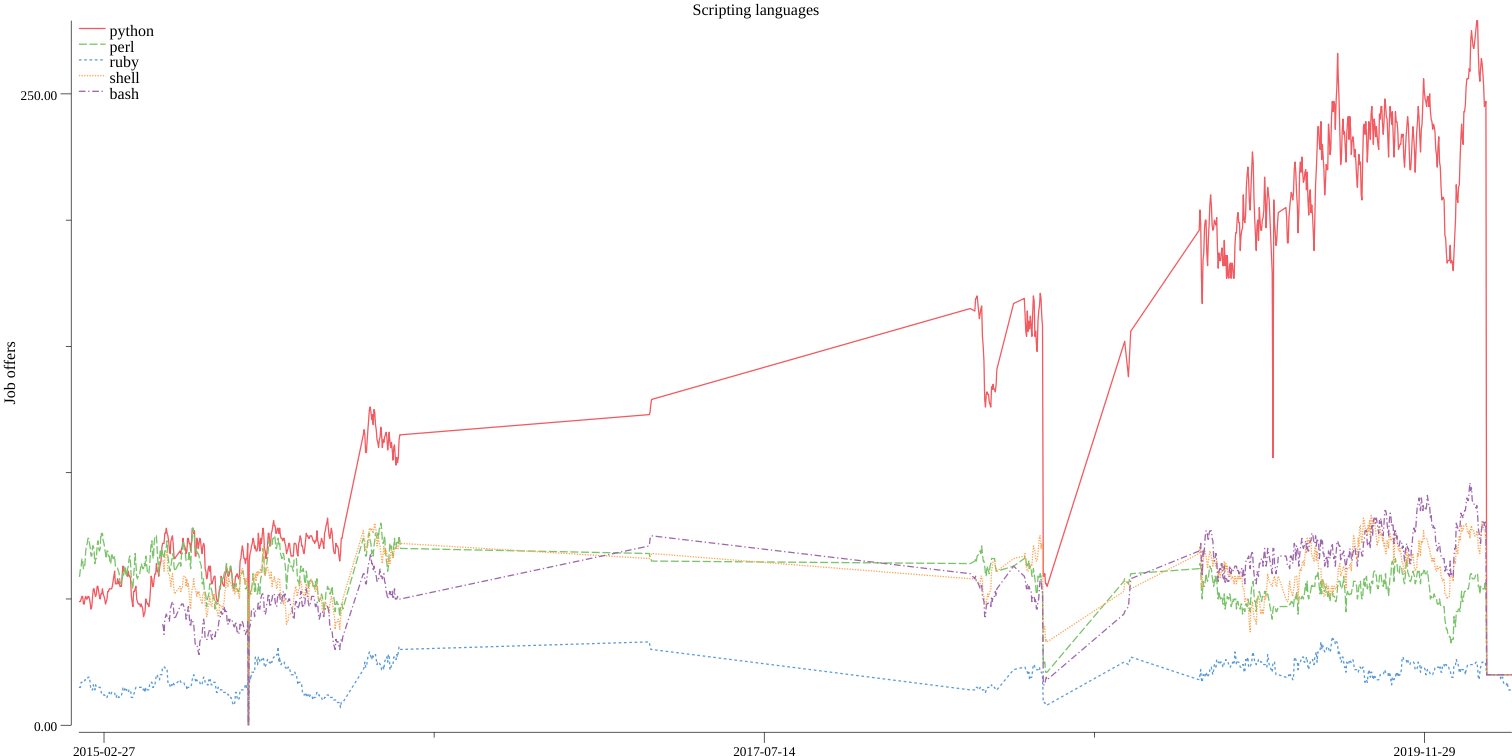 Scripting languages
python
perl
ruby
shell
bash
250.00
Job offers
0.00
2015-02-27
2017-07-14
2019-11-29